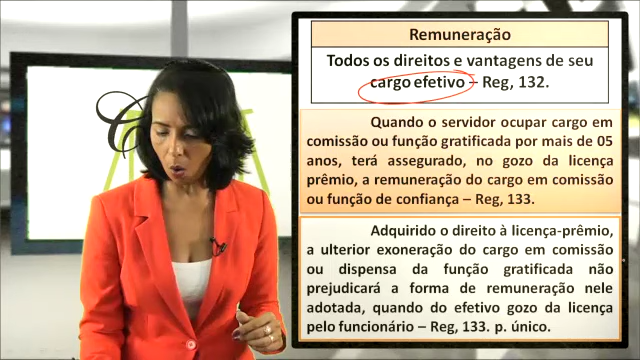 Remuneração
Todos os direitos e vantagens de seu
cargo efetivo – Reg, 132.
Quando o servidor ocupar cargo em
comissão ou função gratificada por mais de 05
anos, terá assegurado, no gozo da licença
prêmio, a remuneração do cargo em comissão
ou função de confiança – Reg, 133.
Adquirido o direito à licença-prêmio,
a ulterior exoneração do cargo em comissão
ou dispensa da função gratificada não
prejudicará a forma de remuneração nele
adotada, quando do efetivo gozo da licença
pelo funcionário – Reg, 133. p. único.